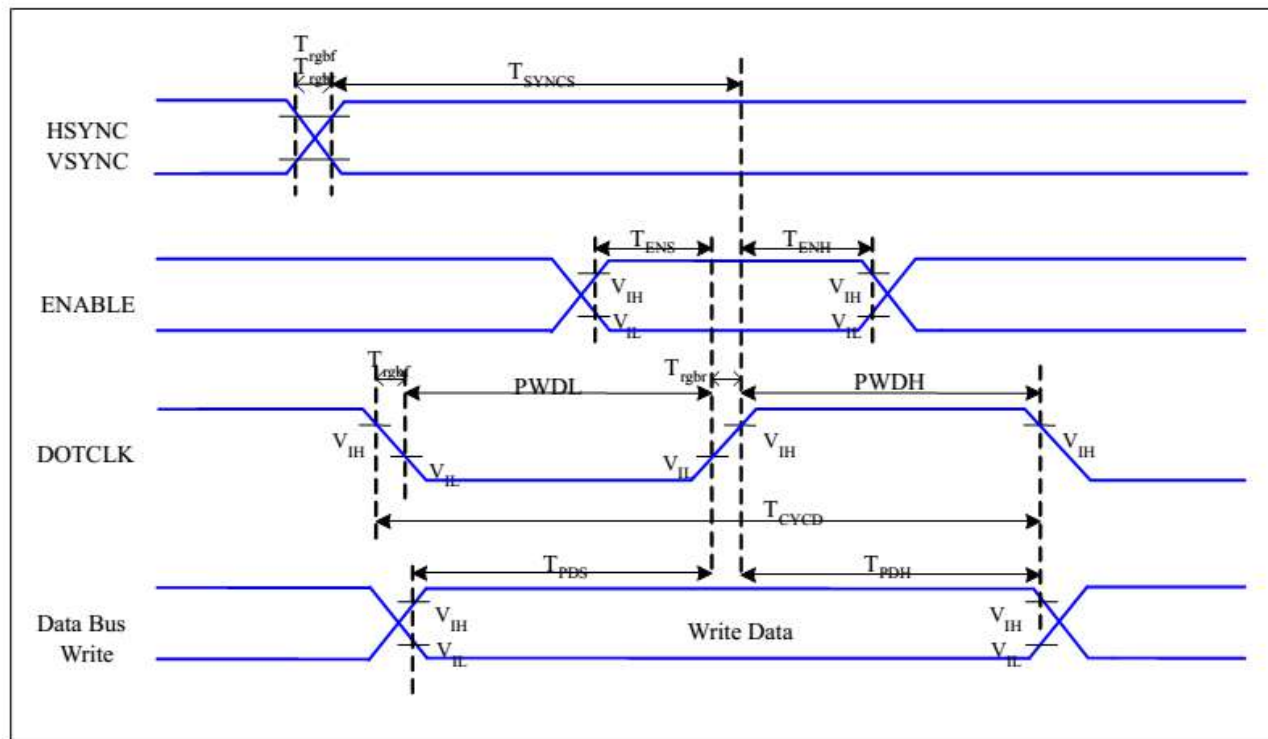 Trgbf
Trgbr TSYNCS
HSYNC
VSYNC
TENS TENH
VIH VIH
ENABLE
VIL VIL
Trgbf Trgbr
PWDL PWDH
VIH VIH VIH
DOTCLK
VIL VIL
TCYCD
TPDS TPDH
VIH VIH
Data Bus Write Data
Write VIL VIL